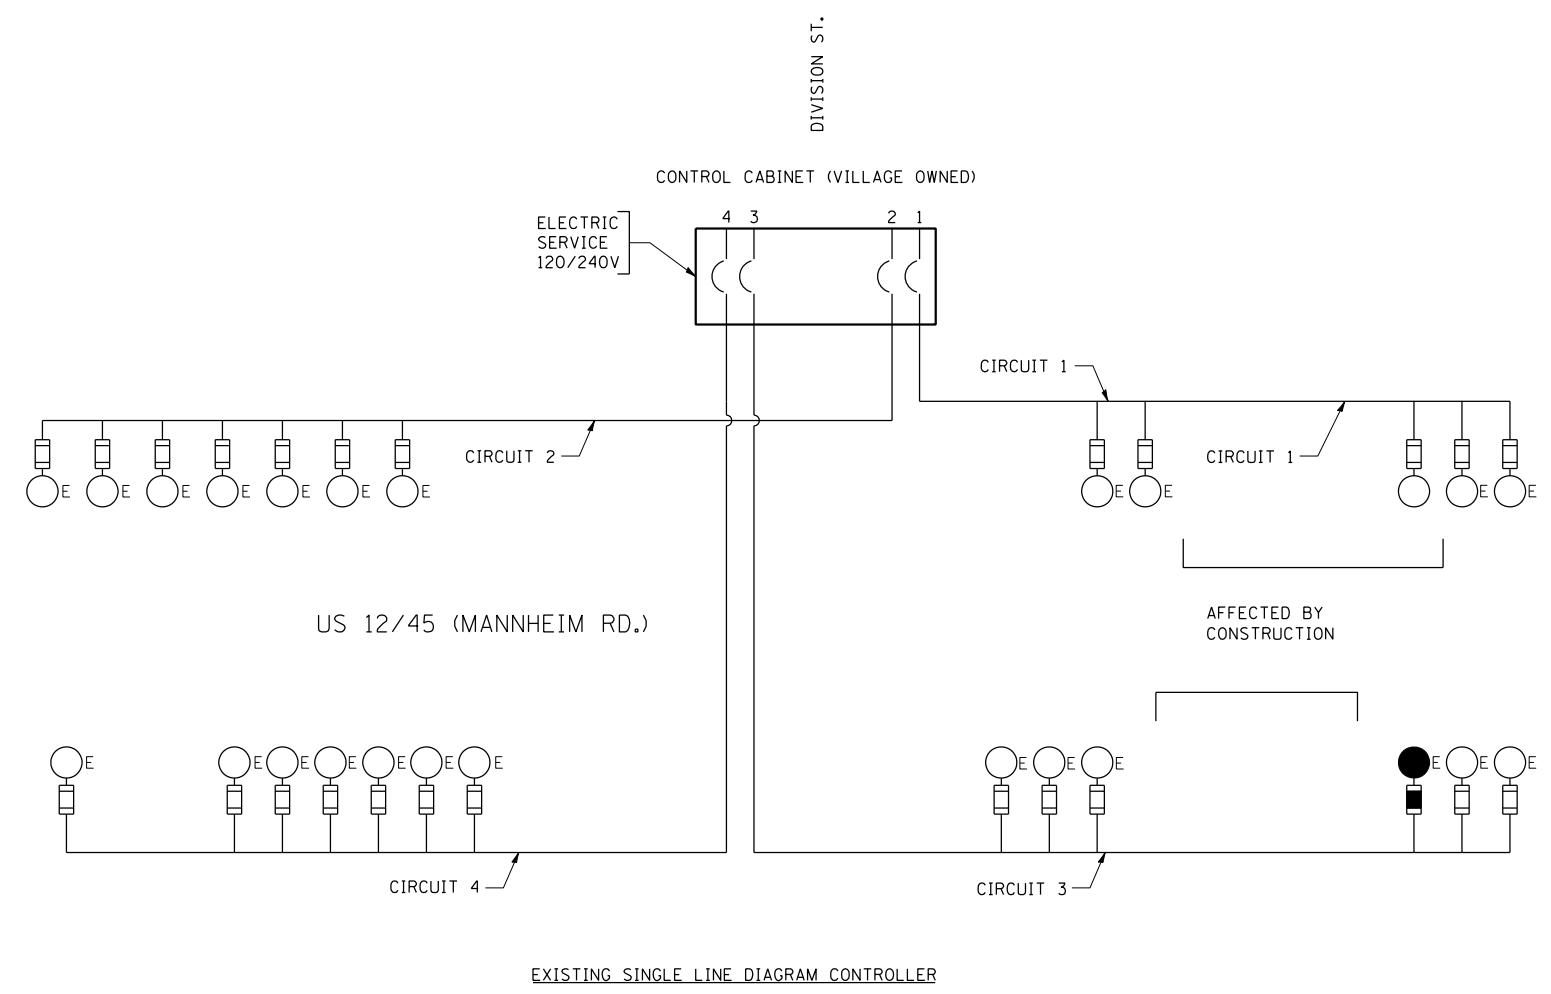 DIVISION ST.
CONTROL CABINET (VILLAGE OWNED)
ELECTRIC
SERVICE
120/240V
4 3 2 1
CIRCUIT 1
CIRCUIT 2
CIRCUIT 1
E E E E E E E
E E E E
US 12/45 (MANNHEIM RD.)
AFFECTED BY
CONSTRUCTION
E E E E E E E
E E E E E E
CIRCUIT 4
CIRCUIT 3
EXISTING SINGLE LINE DIAGRAM CONTROLLER